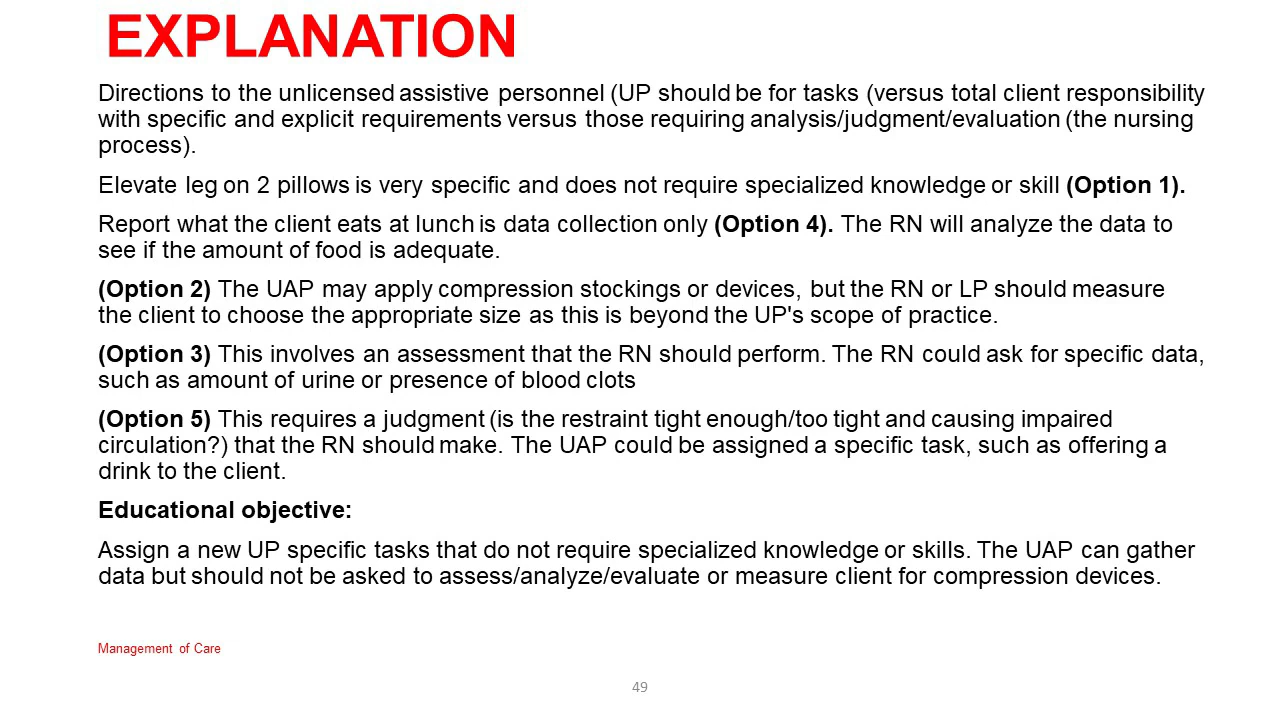 EXPLANATION
Directions to the unlicensed assistive personnel (UP should be for tasks (versus total client responsibility
with specific and explicit requirements versus those requiring analysis/judgment/evaluation (the nursing
process).
Elevate leg on 2 pillows is very specific and does not require specialized knowledge or skill (Option 1).
Report what the client eats at lunch is data collection only (Option 4). The RN will analyze the data to
see if the amount of food is adequate.
(Option 2) The UAP may apply compression stockings or devices, but the RN or LP should measure
the client to choose the appropriate size as this is beyond the UP's scope of practice.
(Option 3) This involves an assessment that the RN should perform. The RN could ask for specific data,
such as amount of urine or presence of blood clots
(Option 5) This requires a judgment (is the restraint tight enough/too tight and causing impaired
circulation?) that the RN should make. The UAP could be assigned a specific task, such as offering a
drink to the client.
Educational objective:
Assign a new UP specific tasks that do not require specialized knowledge or skills. The UAP can gather
data but should not be asked to assess/analyze/evaluate or measure client for compression devices.
Management of Care
49